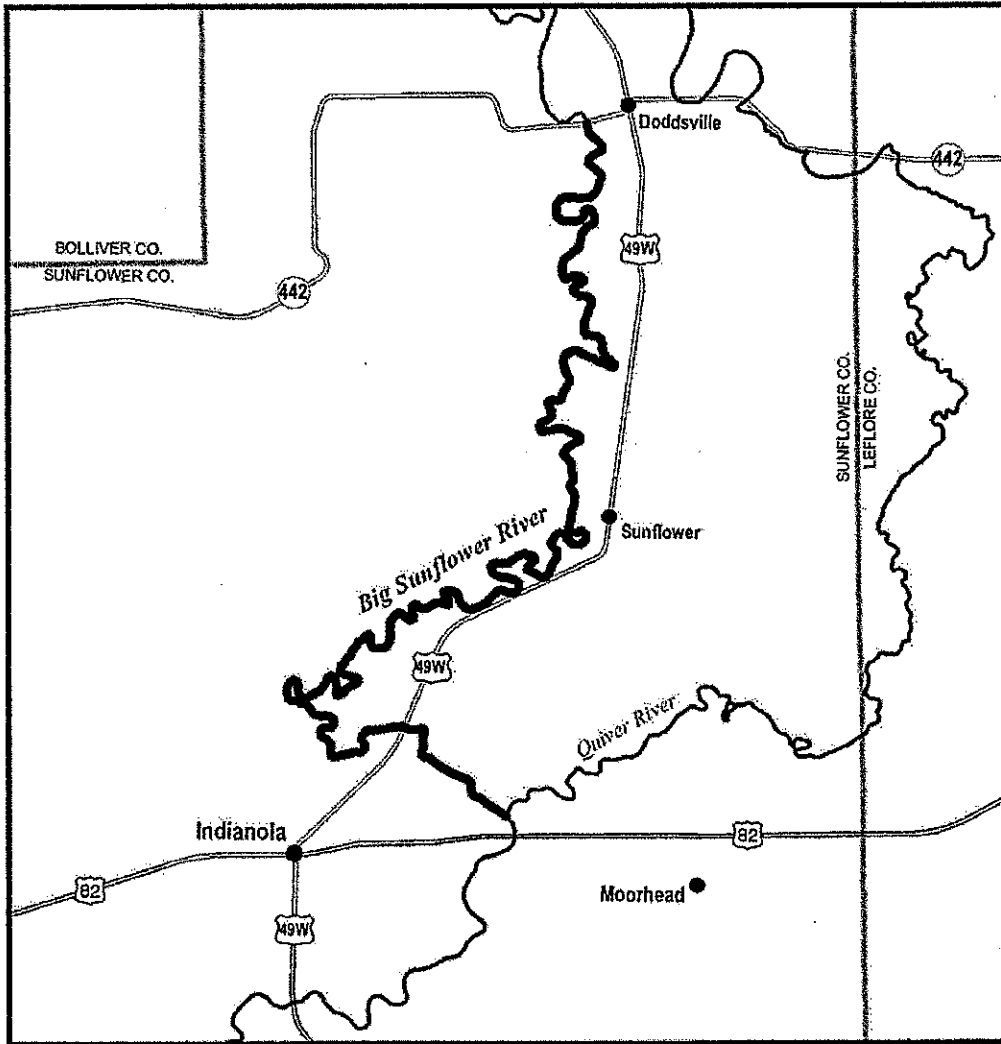 Doddsville
442
49W
BOLLIVER CO.
SUNFLOWER CO.
442
SUNFLOWER CO.
LEFLORE CO.
Big Sunflower River
Sunflower
49W
Quiver River
Indianola
82
82
Moorhead
49W